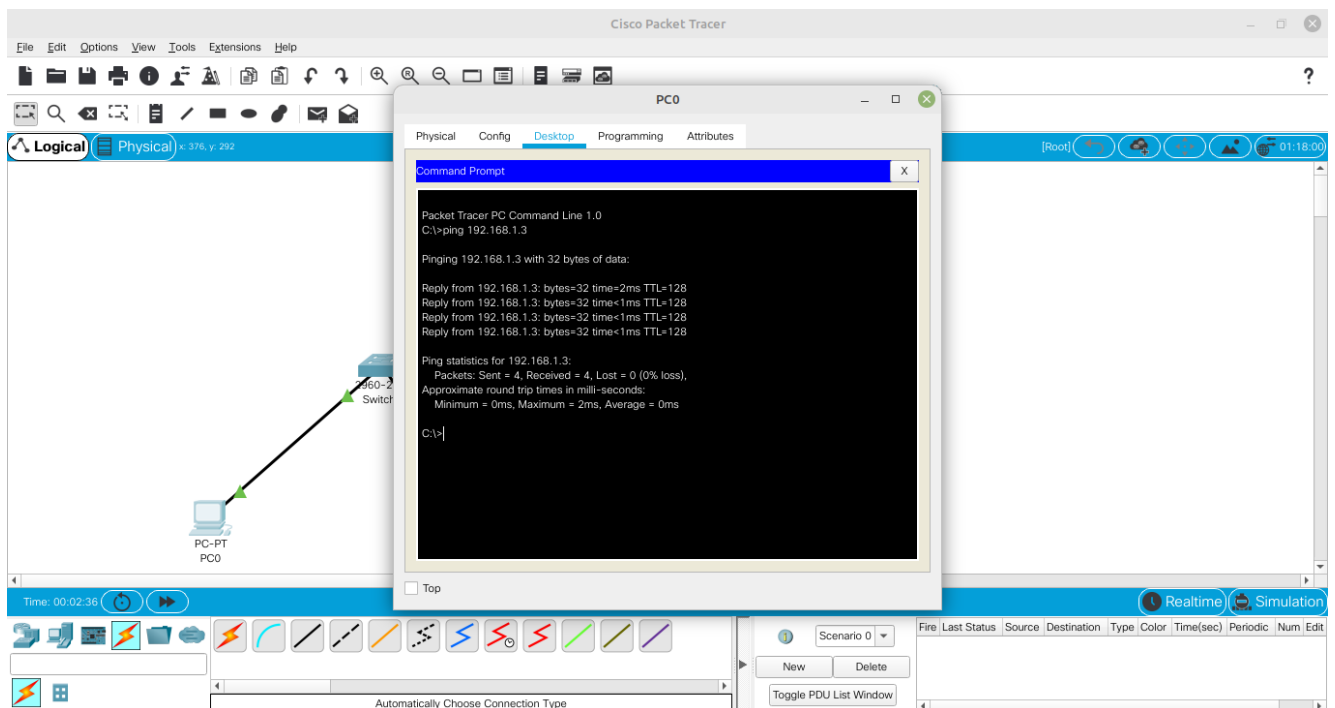 Cisco Packet Tracer
File Edit Options View Tools Extensions Help
?
PC0
Physical Config Desktop Programming Attributes
Logical Physical x: 376, y: 292
[Root] 01:18:00
Command Prompt X
Packet Tracer PC Command Line 1.0
C:\>ping 192.168.1.3
Pinging 192.168.1.3 with 32 bytes of data:
Reply from 192.168.1.3: bytes=32 time=2ms TTL=128
Reply from 192.168.1.3: bytes=32 time<1ms TTL=128
Reply from 192.168.1.3: bytes=32 time<1ms TTL=128
Reply from 192.168.1.3: bytes=32 time<1ms TTL=128
Ping statistics for 192.168.1.3:
Packets: Sent = 4, Received = 4, Lost = 0 (0% loss),
Approximate round trip times in milli-seconds:
Minimum = 0ms, Maximum = 2ms, Average = 0ms
C:\>
2960-2
Switch
PC-PT
PC0
Top
Time: 00:02:36
Realtime Simulation
Scenario 0
Fire Last Status Source Destination Type Color Time(sec) Periodic Num Edit
New Delete
Toggle PDU List Window
Automatically Choose Connection Type